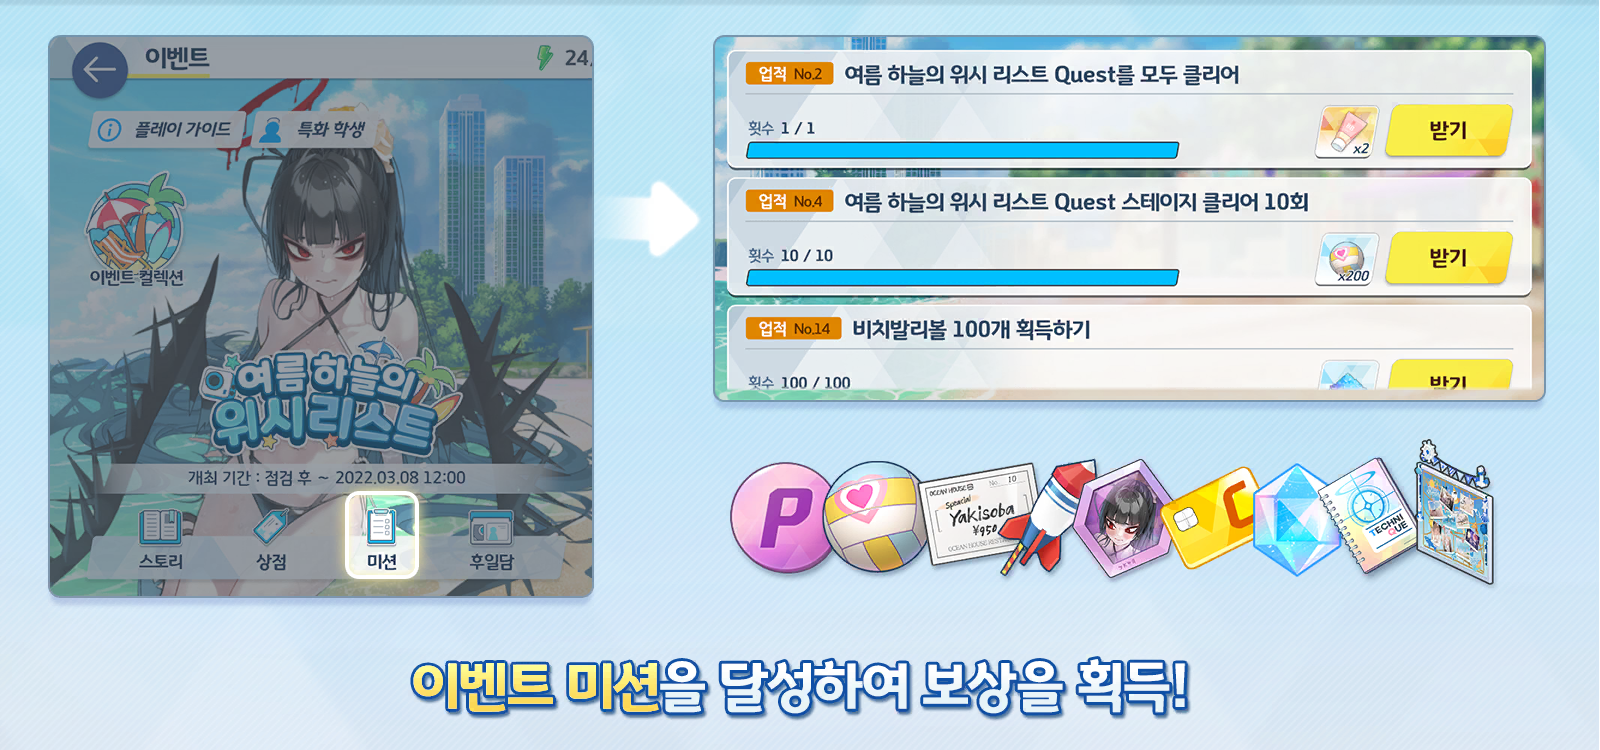 이벤트
24
플레이 가이드
특화 학생
이벤트 컬렉션
여름 하늘의
위시 리스트
개최 기간 : 점검 후 ~ 2022.03.08 12:00
스토리
상점
미션
후일담
업적 No.2 여름 하늘의 위시 리스트 Quest를 모두 클리어
횟수 1 / 1
x2
받기
업적 No.4 여름 하늘의 위시 리스트 Quest 스테이지 클리어 10회
횟수 10 / 10
x200
받기
업적 No.14 비치발리볼 100개 획득하기
횟수 100 / 100
받기
P
OCEAN HOUSE No. 10
Special
Yakisoba
¥950
C
TECHNI
QUE
이벤트 미션을 달성하여 보상을 획득!